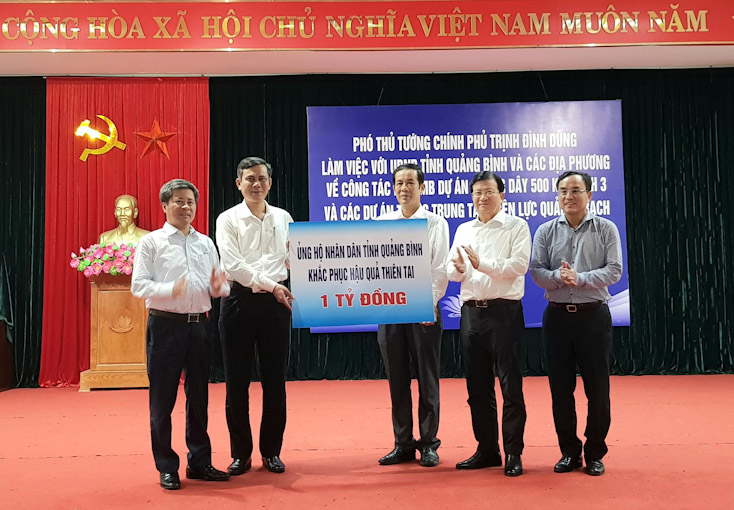 CỘNG HÒA XÃ HỘI CHỦ NGHĨA VIỆT NAM QUANG VINH MUÔN NĂM
PHÓ THỦ TƯỚNG CHÍNH PHỦ TRỊNH ĐÌNH DŨNG
LÀM VIỆC VỚI UBND TỈNH QUẢNG BÌNH VÀ CÁC ĐỊA PHƯƠNG
VỀ CÔNG TÁC DỰ ÁN DÂY 500 3
VÀ CÁC DỰ TRUNG LỰC QUẢNG
ỦNG HỘ NHÂN DÂN TỈNH QUẢNG BÌNH
KHẮC PHỤC HẬU QUẢ THIÊN TAI
1 TỶ ĐỒNG